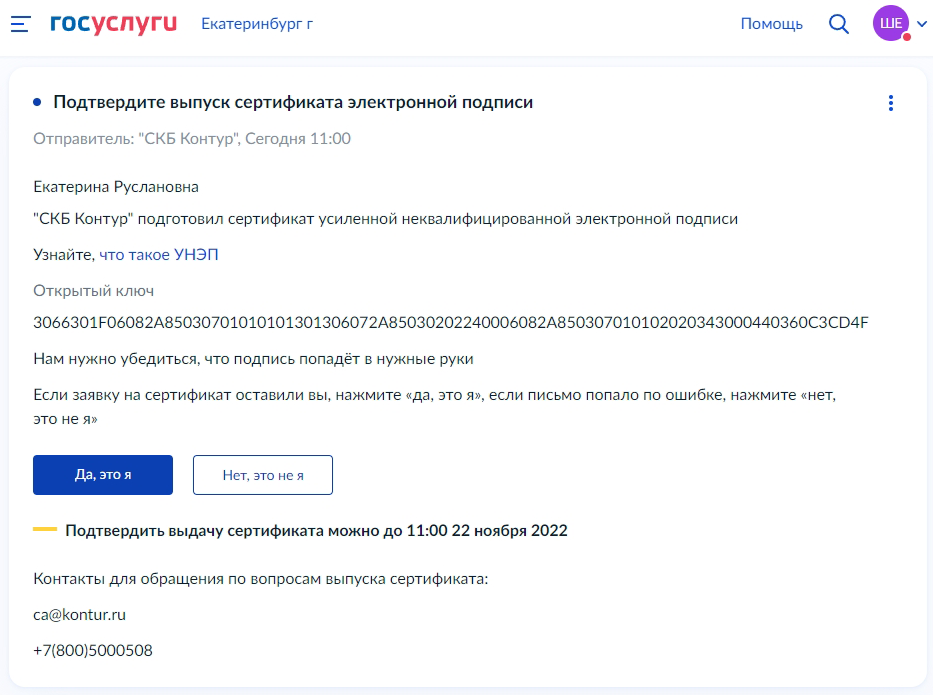 госуслуги Екатеринбург г Помощь ШЕ
Подтвердите выпуск сертификата электронной подписи
Отправитель: "СКБ Контур", Сегодня 11:00
Екатерина Руслановна
"СКБ Контур" подготовил сертификат усиленной неквалифицированной электронной подписи
Узнайте, что такое УНЭП
Открытый ключ
3066301F06082A85030701010101301306072A85030202240006082A850307010102020343000440360C3CD4F
Нам нужно убедиться, что подпись попадёт в нужные руки
Если заявку на сертификат оставили вы, нажмите «да, это я», если письмо попало по ошибке, нажмите «нет,
это не я»
Да, это я Нет, это не я
Подтвердить выдачу сертификата можно до 11:00 22 ноября 2022
Контакты для обращения по вопросам выпуска сертификата:
ca@kontur.ru
+7(800)5000508